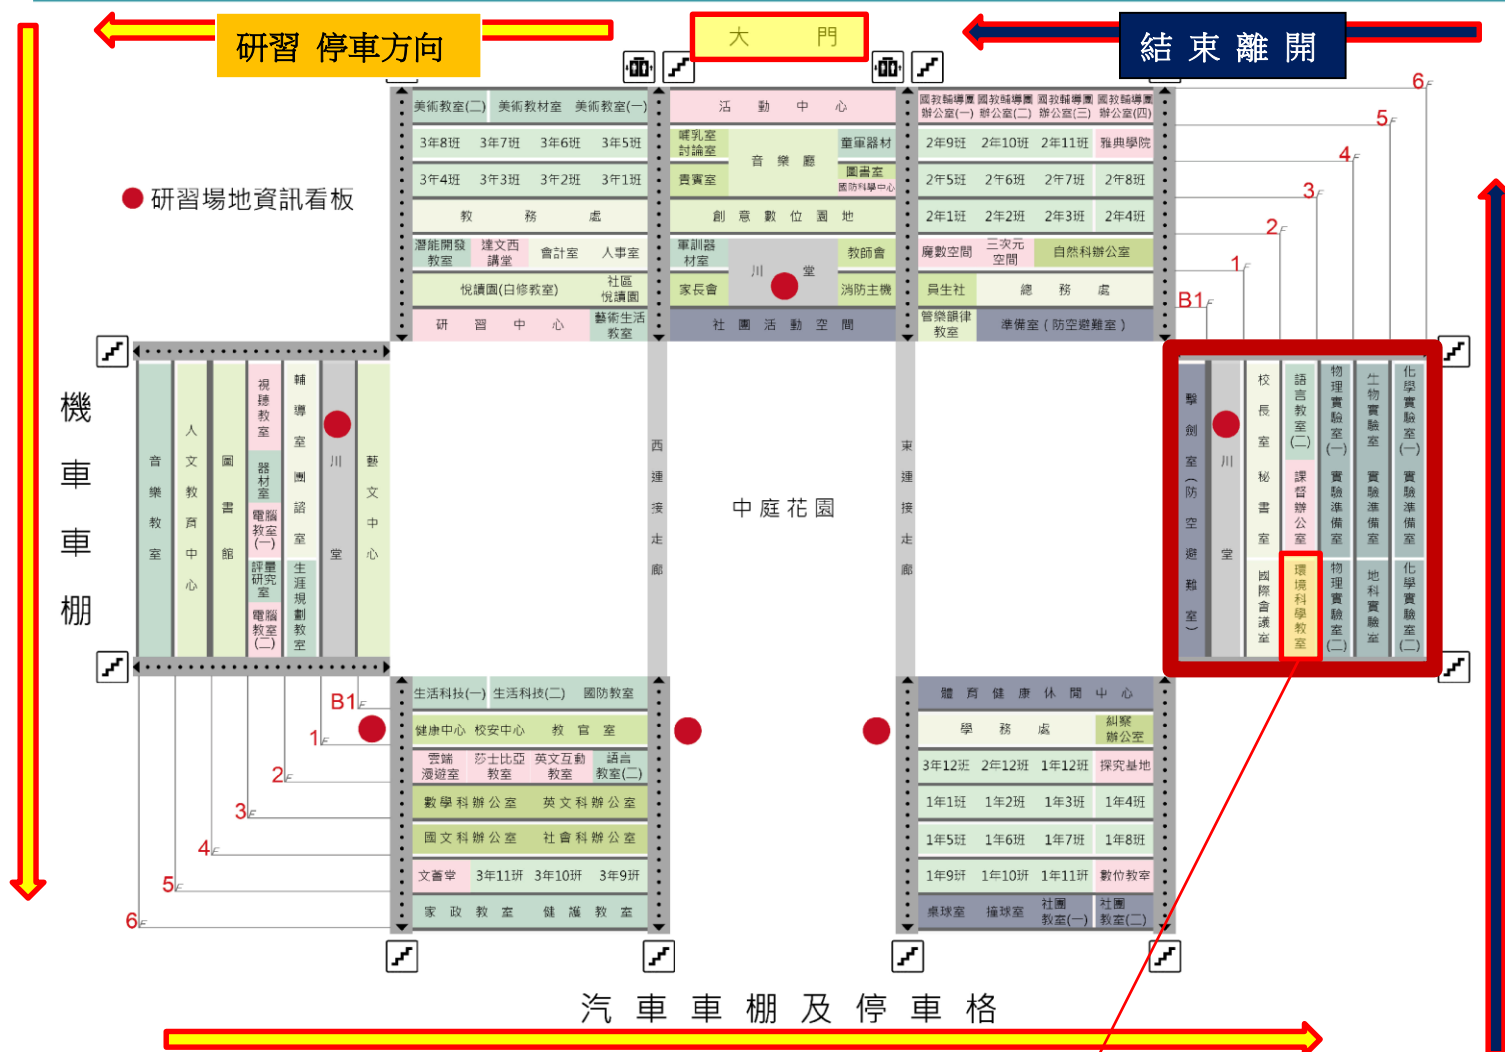 研習 停車方向
大 門
結 束 離 開
研習場地資訊看板
美術教室(二) 美術教材室 美術教室(一)
3年8班 3年7班 3年6班 3年5班
3年4班 3年3班 3年2班 3年1班
教 務 處
潛能開發教室 達文西講堂 會計室 人事室
悅讀園(自修教室) 社區悅讀園
研 習 中 心 藝術生活教室
活 動 中 心
哺乳室 討論室 音 樂 廳 童軍器材
貴賓室 圖書室 國防科學中心
創 意 數 位 園 地
軍訓器材室 川 堂 教師會
家長會 消防主機
社 團 活 動 空 間
國教輔導團辦公室(一) 國教輔導團辦公室(二) 國教輔導團辦公室(三) 國教輔導團辦公室(四)
2年9班 2年10班 2年11班 雅典學院
2年5班 2年6班 2年7班 2年8班
2年1班 2年2班 2年3班 2年4班
魔數空間 三次元空間 自然科辦公室
員生社 總 務 處
管樂韻律教室 準備室(防空避難室)
6F
5F
4F
3F
2F
1F
B1F
機 車 車 棚
音 樂 教 室
人 文 教 育 中 心
圖 書 館
視聽教室 器材室 電腦教室(一) 評量研究室 電腦教室(二)
輔 導 室 團 諮 室 生涯規劃教室
川 堂
藝 文 中 心
西 連 接 走 廊
中庭花園
東 連 接 走 廊
擊 劍 室 (防 空 避 難 室)
川 堂
校 長 室 秘 書 室 國際會議室
語言教室(二) 課督辦公室 環境科學教室
物理實驗室(一) 實驗準備室 物理實驗室(二)
生物實驗室 實驗準備室 地科實驗室
化學實驗室(一) 實驗準備室 化學實驗室(二)
B1F
1F
2F
3F
4F
5F
6F
生活科技(一) 生活科技(二) 國防教室
健康中心 校安中心 教 官 室
雲端漫遊室 莎士比亞教室 英文互動教室 語言教室(二)
數學科辦公室 英文科辦公室
國文科辦公室 社會科辦公室
文薈堂 3年11班 3年10班 3年9班
家 政 教 室 健 護 教 室
體 育 健 康 休 閒 中 心
學 務 處 糾察辦公室
3年12班 2年12班 1年12班 探究基地
1年1班 1年2班 1年3班 1年4班
1年5班 1年6班 1年7班 1年8班
1年9班 1年10班 1年11班 數位教室
桌球室 撞球室 社團教室(一) 社團教室(二)
汽 車 車 棚 及 停 車 格